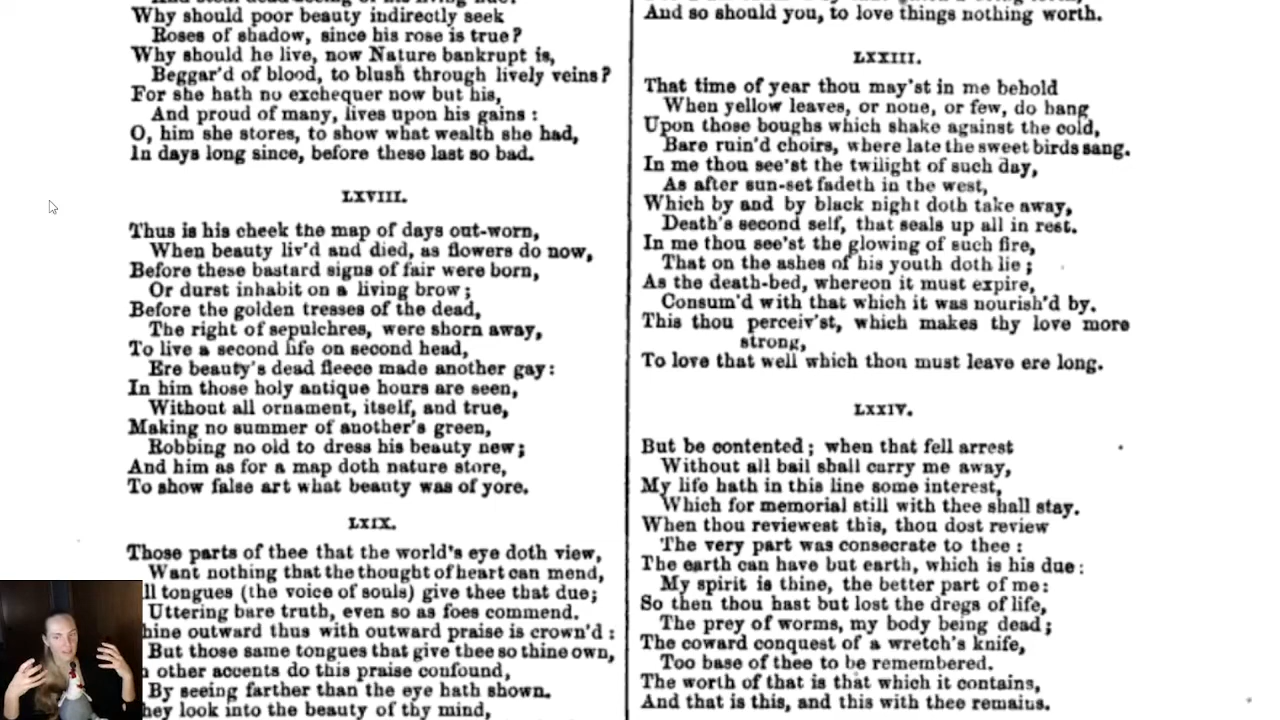 Why should poor beauty indirectly seek
Roses of shadow, since his rose is true?
Why should he live, now Nature bankrupt is,
Beggar'd of blood, to blush through lively veins?
For she hath no exchequer now but his,
And proud of many, lives upon his gains :
O, him she stores, to show what wealth she had,
In days long since, before these last so bad.
LXVIII.
Thus is his cheek the map of days out-worn,
When beauty liv'd and died, as flowers do now,
Before these bastard signs of fair were born,
Or durst inhabit on a living brow;
Before the golden tresses of the dead,
The right of sepulchres, were shorn away,
To live a second life on second head,
Ere beauty's dead fleece made another gay:
In him those holy antique hours are seen,
Without all ornament, itself, and true,
Making no summer of another's green,
Robbing no old to dress his beauty new;
And him as for a map doth nature store,
To show false art what beauty was of yore.
LXIX.
Those parts of thee that the world's eye doth view,
Want nothing that the thought of heart can mend,
ll tongues (the voice of souls) give thee that due;
Uttering bare truth, even so as foes commend.
hine outward thus with outward praise is crown'd :
But those same tongues that give thee so thine own,
n other accents do this praise confound,
By seeing farther than the eye hath shown.
hey look into the beauty of thy mind,
And so should you, to love things nothing worth.
LXXIII.
That time of year thou may'st in me behold
When yellow leaves, or none, or few, do hang
Upon those boughs which shake against the cold,
Bare ruin'd choirs, where late the sweet birds sang.
In me thou see'st the twilight of such day,
As after sun-set fadeth in the west,
Which by and by black night doth take away,
Death's second self, that seals up all in rest.
In me thou see'st the glowing of such fire,
That on the ashes of his youth doth lie ;
As the death-bed, whereon it must expire,
Consum'd with that which it was nourish'd by.
This thou perceiv'st, which makes thy love more
strong,
To love that well which thou must leave ere long.
LXXIV.
But be contented ; when that fell arrest
Without all bail shall carry me away,
My life hath in this line some interest,
Which for memorial still with thee shall stay.
When thou reviewest this, thou dost review
The very part was consecrate to thee :
The earth can have but earth, which is his due :
My spirit is thine, the better part of me:
So then thou hast but lost the dregs of life,
The prey of worms, my body being dead ;
The coward conquest of a wretch's knife,
Too base of thee to be remembered.
The worth of that is that which it contains,
And that is this, and this with thee remains.